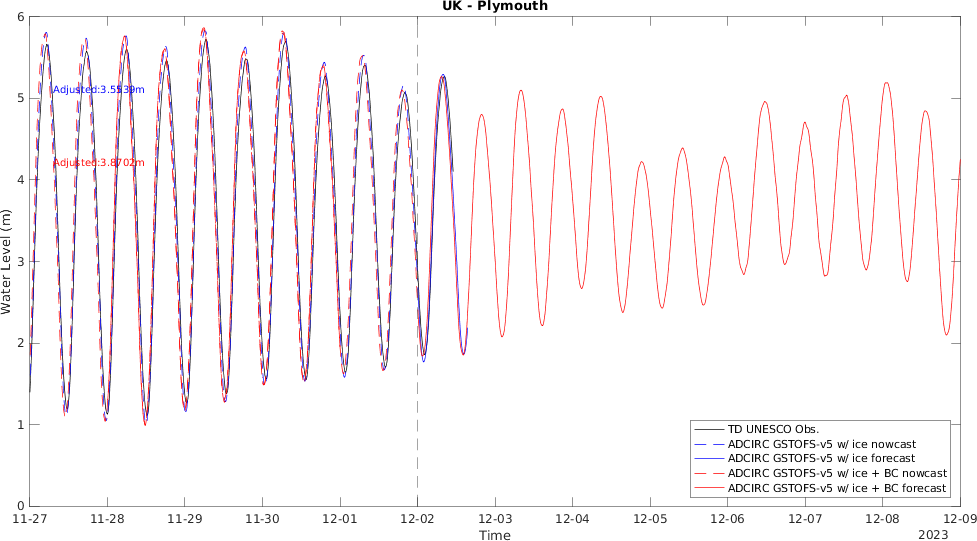 UK - Plymouth
6
5
4
3
2
1
0
Water Level (m)
Adjusted:3.5539m
Adjusted:3.8702m
TD UNESCO Obs.
ADCIRC GSTOFS-v5 w/ ice nowcast
ADCIRC GSTOFS-v5 w/ ice forecast
ADCIRC GSTOFS-v5 w/ ice + BC nowcast
ADCIRC GSTOFS-v5 w/ ice + BC forecast
11-27 11-28 11-29 11-30 12-01 12-02 12-03 12-04 12-05 12-06 12-07 12-08 12-09
Time
2023